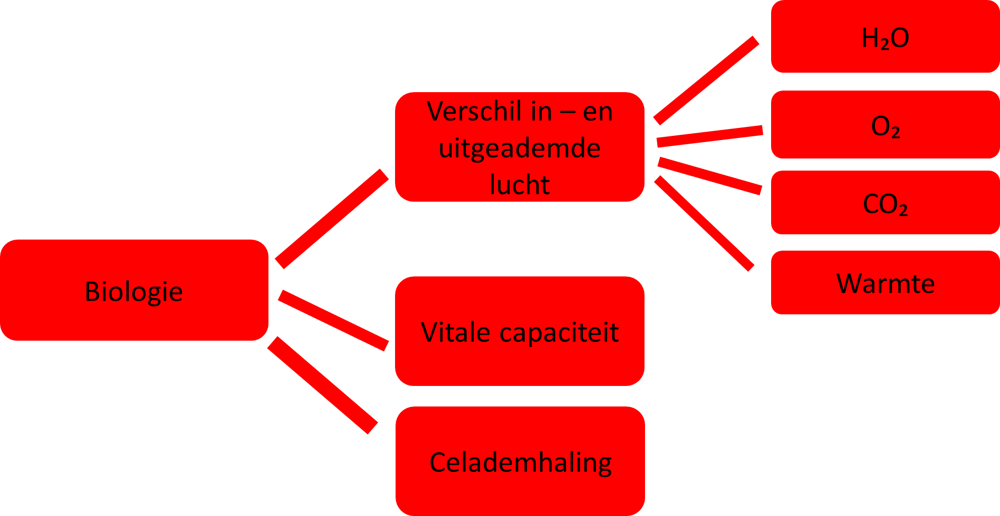 Biologie
Verschil in – en
uitgeademde
lucht
Vitale capaciteit
Celademhaling
H₂O
O₂
CO₂
Warmte